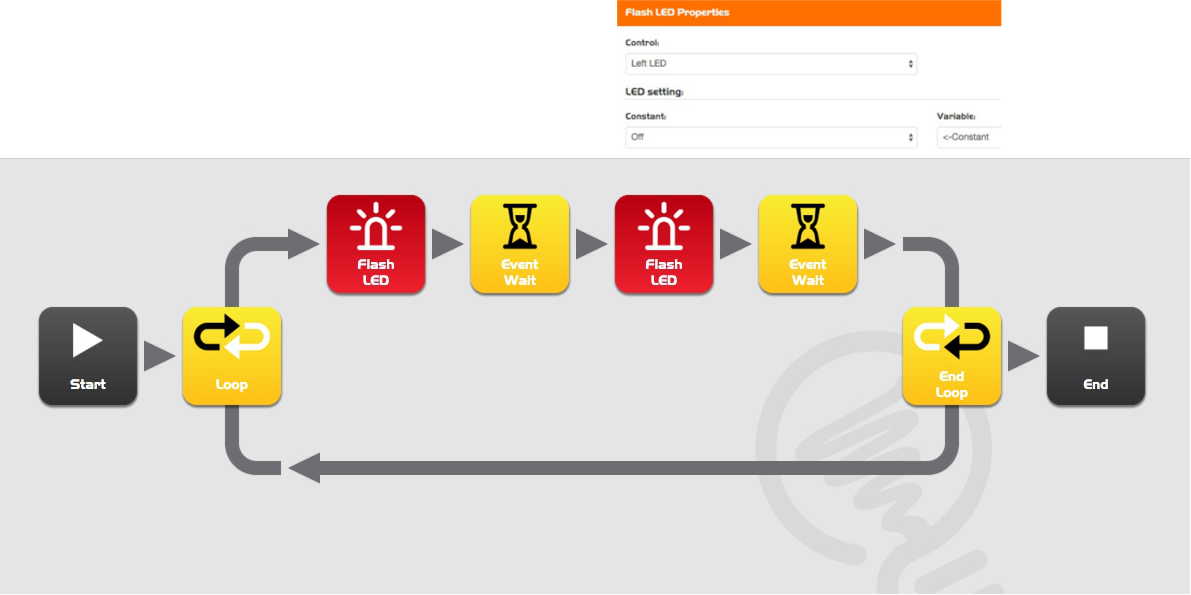 Flash LED Properties
Control:
Left LED
LED setting:
Constant: Variable:
Off <-Constant
Flash
LED
Event
Wait
Flash
LED
Event
Wait
Start
Loop
End
Loop
End